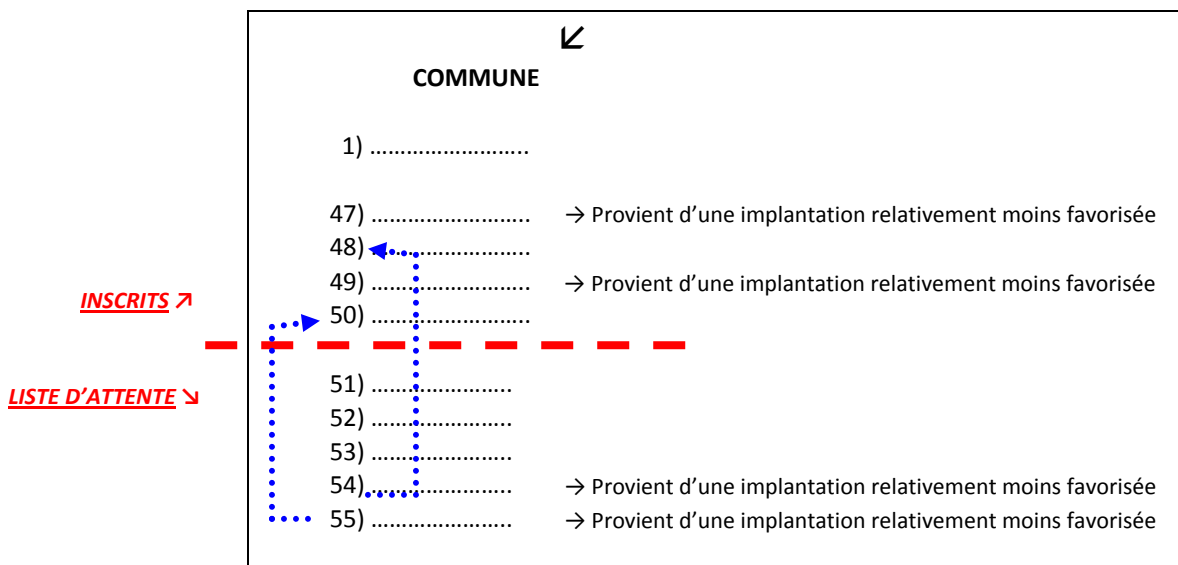 COMMUNE
1) ……………………..
47) …………………….. → Provient d’une implantation relativement moins favorisée
48) ……………………..
49) …………………….. → Provient d’une implantation relativement moins favorisée
INSCRITS ↗
50) ……………………..
51) …………………..
LISTE D’ATTENTE ↘
52) …………………..
53) …………………..
54) ………………….. → Provient d’une implantation relativement moins favorisée
55) ………………….. → Provient d’une implantation relativement moins favorisée